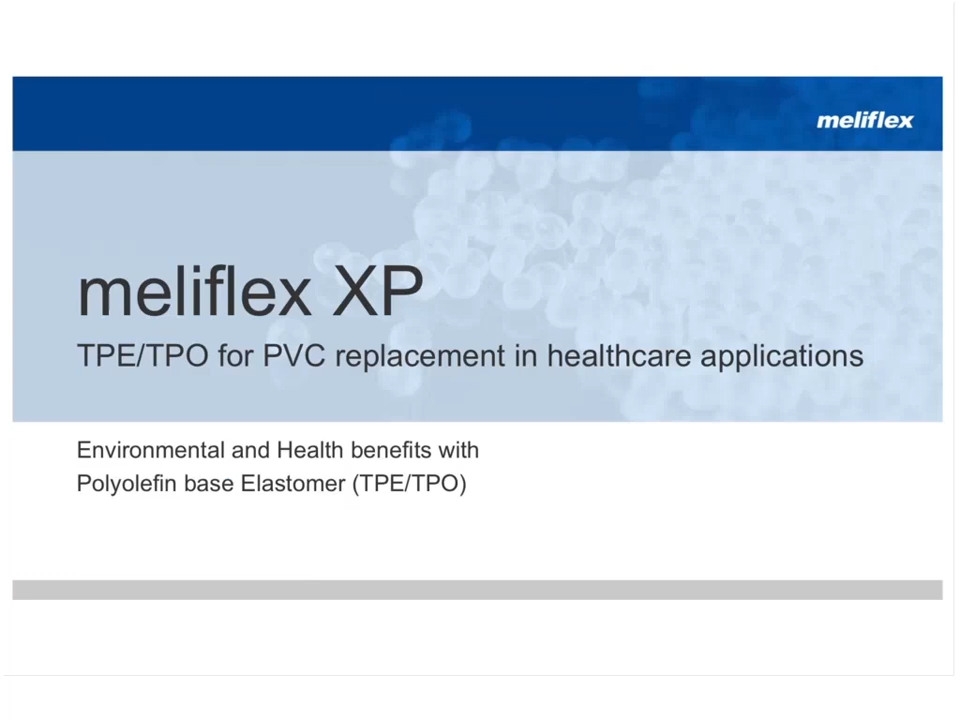 meliflex
meliflex XP
TPE/TPO for PVC replacement in healthcare applications
Environmental and Health benefits with
Polyolefin base Elastomer (TPE/TPO)